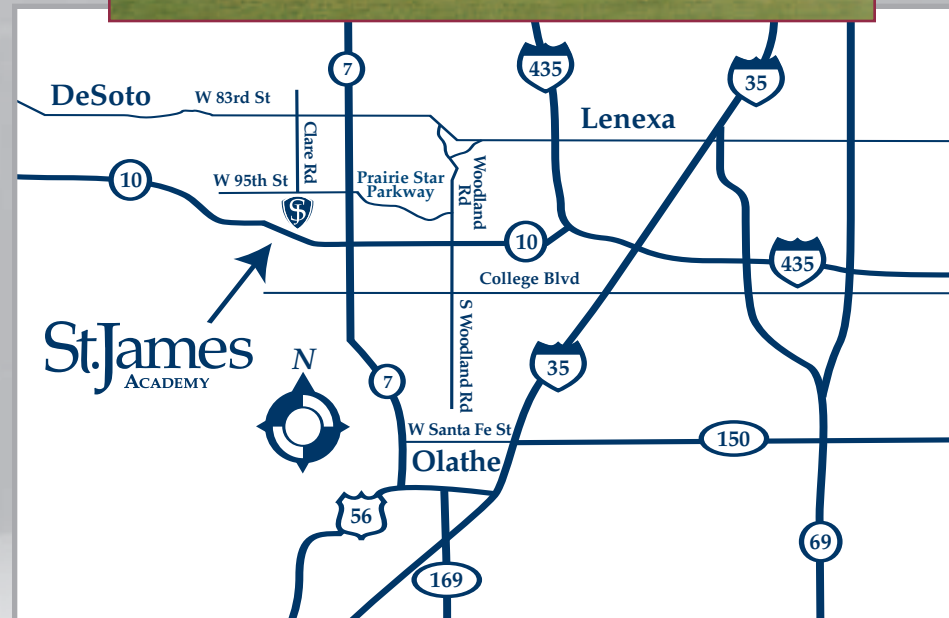 7
435
35
DeSoto
W 83rd St
Lenexa
Clare Rd
10
W 95th St
Prairie Star
Parkway
Woodland
Rd
SJ
10
435
College Blvd
St. James
ACADEMY
S Woodland Rd
N
35
7
W Santa Fe St
150
Olathe
56
69
169